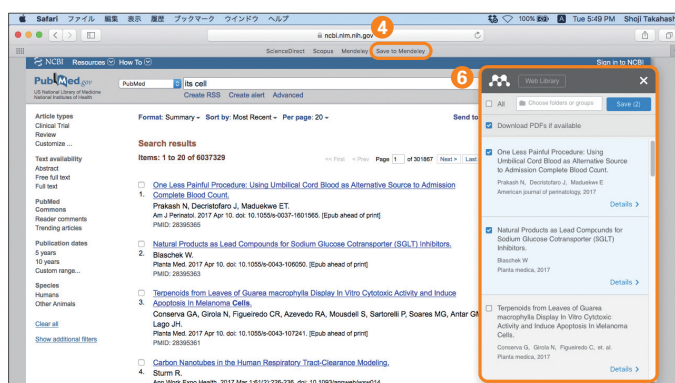 Safari ファイル 編集 表示 履歴 ブックマーク ウインドウ ヘルプ
100% Tue 5:49 PM Shoji Takahash
4
ncbi.nlm.nih.gov
ScienceDirect Scopus Mendeley Save to Mendeley
NCBI Resources How To Sign in to NCBI
PubMed.gov
US National Library of Medicine
National Institutes of Health
PubMed its cell
Create RSS Create alert Advanced
Article types
Clinical Trial
Review
Customize ...
Text availability
Abstract
Free full text
Full text
PubMed
Commons
Reader comments
Trending articles
Publication dates
5 years
10 years
Custom range...
Species
Humans
Other Animals
Clear all
Show additional filters
Format: Summary Sort by: Most Recent Per page: 20 Send to
Search results
Items: 1 to 20 of 6037329
<< First < Prev Page 1 of 301867 Next > Last
One Less Painful Procedure: Using Umbilical Cord Blood as Alternative Source to Admission
1. Complete Blood Count.
Prakash N, Decristofaro J, Maduekwe ET.
Am J Perinatol. 2017 Apr 10. doi: 10.1055/s-0037-1601565. [Epub ahead of print]
PMID: 28395366
Natural Products as Lead Compounds for Sodium Glucose Cotransporter (SGLT) Inhibitors.
2. Blaschek W.
Planta Med. 2017 Apr 10. doi: 10.1055/s-0043-106050. [Epub ahead of print]
PMID: 28395363
Terpenoids from Leaves of Guarea macrophylla Display In Vitro Cytotoxic Activity and Induce
3. Apoptosis In Melanoma Cells.
Conserva GA, Girola N, Figueiredo CR, Azevedo RA, Mousdell S, Sartorelli P, Soares MG, Antar GM
Lago JH.
Planta Med. 2017 Apr 10. doi: 10.1055/s-0043-107241. [Epub ahead of print]
PMID: 28395362
Carbon Nanotubes in the Human Respiratory Tract-Clearance Modeling.
4. Sturm R.
6
Web Library
All Choose folders or groups Save (2)
Download PDFs if available
One Less Painful Procedure: Using
Umbilical Cord Blood as Alternative Source
to Admission Complete Blood Count.
Prakash N, Decristofaro J, Maduekwe E
American journal of perinatology, 2017
Details >
Natural Products as Lead Compounds for
Sodium Glucose Cotransporter (SGLT)
Inhibitors.
Blaschek W
Planta medica, 2017
Details >
Terpenoids from Leaves of Guarea
macrophylla Display In Vitro Cytotoxic
Activity and Induce Apoptosis In Melanoma
Cells.
Conserva G, Girola N, Figueiredo C, et. al.
Planta medica, 2017
Details >